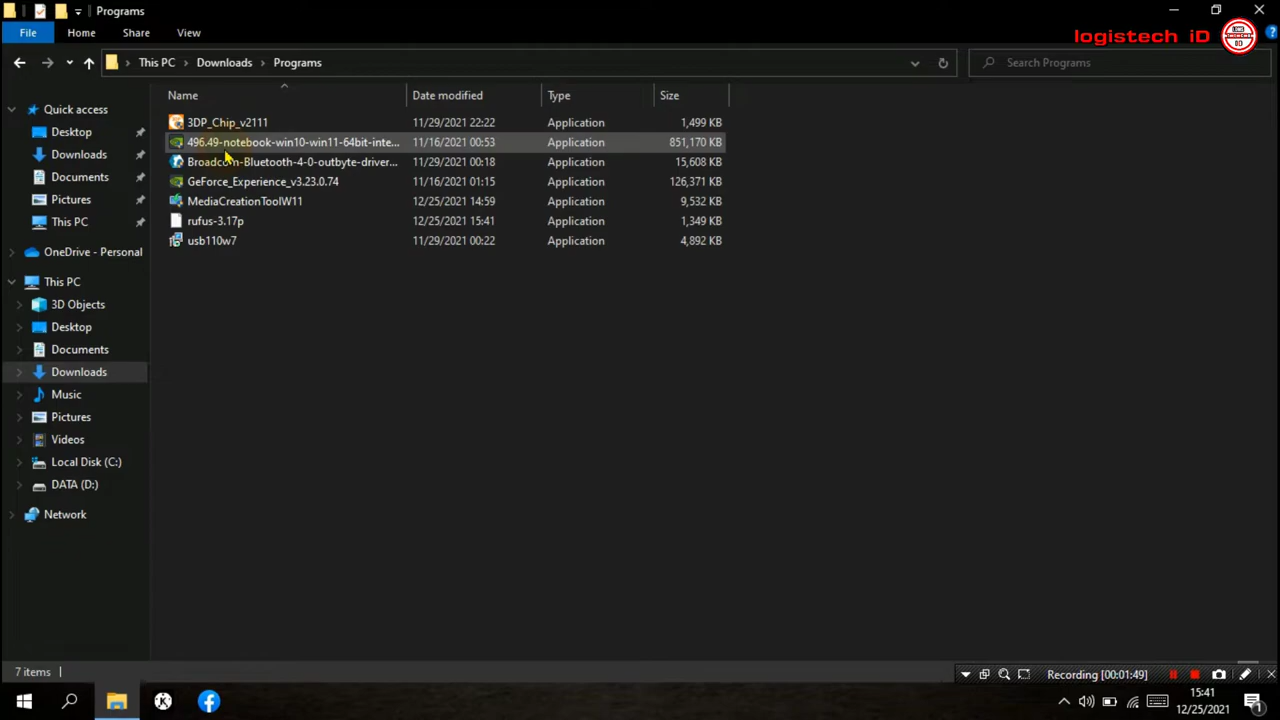 Programs
File Home Share View
logistech iD
This PC Downloads Programs
Search Programs
Name Date modified Type Size
Quick access
Desktop
Downloads
Documents
Pictures
This PC
OneDrive - Personal
This PC
3D Objects
Desktop
Documents
Downloads
Music
Pictures
Videos
Local Disk (C:)
DATA (D:)
Network
3DP_Chip_v2111 11/29/2021 22:22 Application 1,499 KB
496.49-notebook-win10-win11-64bit-inte... 11/16/2021 00:53 Application 851,170 KB
Broadcom-Bluetooth-4-0-outbyte-driver... 11/29/2021 00:18 Application 15,608 KB
GeForce_Experience_v3.23.0.74 11/16/2021 01:15 Application 126,371 KB
MediaCreationToolW11 12/25/2021 14:59 Application 9,532 KB
rufus-3.17p 12/25/2021 15:41 Application 1,349 KB
usb110w7 11/29/2021 00:22 Application 4,892 KB
7 items
Recording [00:01:49]
15:41
12/25/2021
1